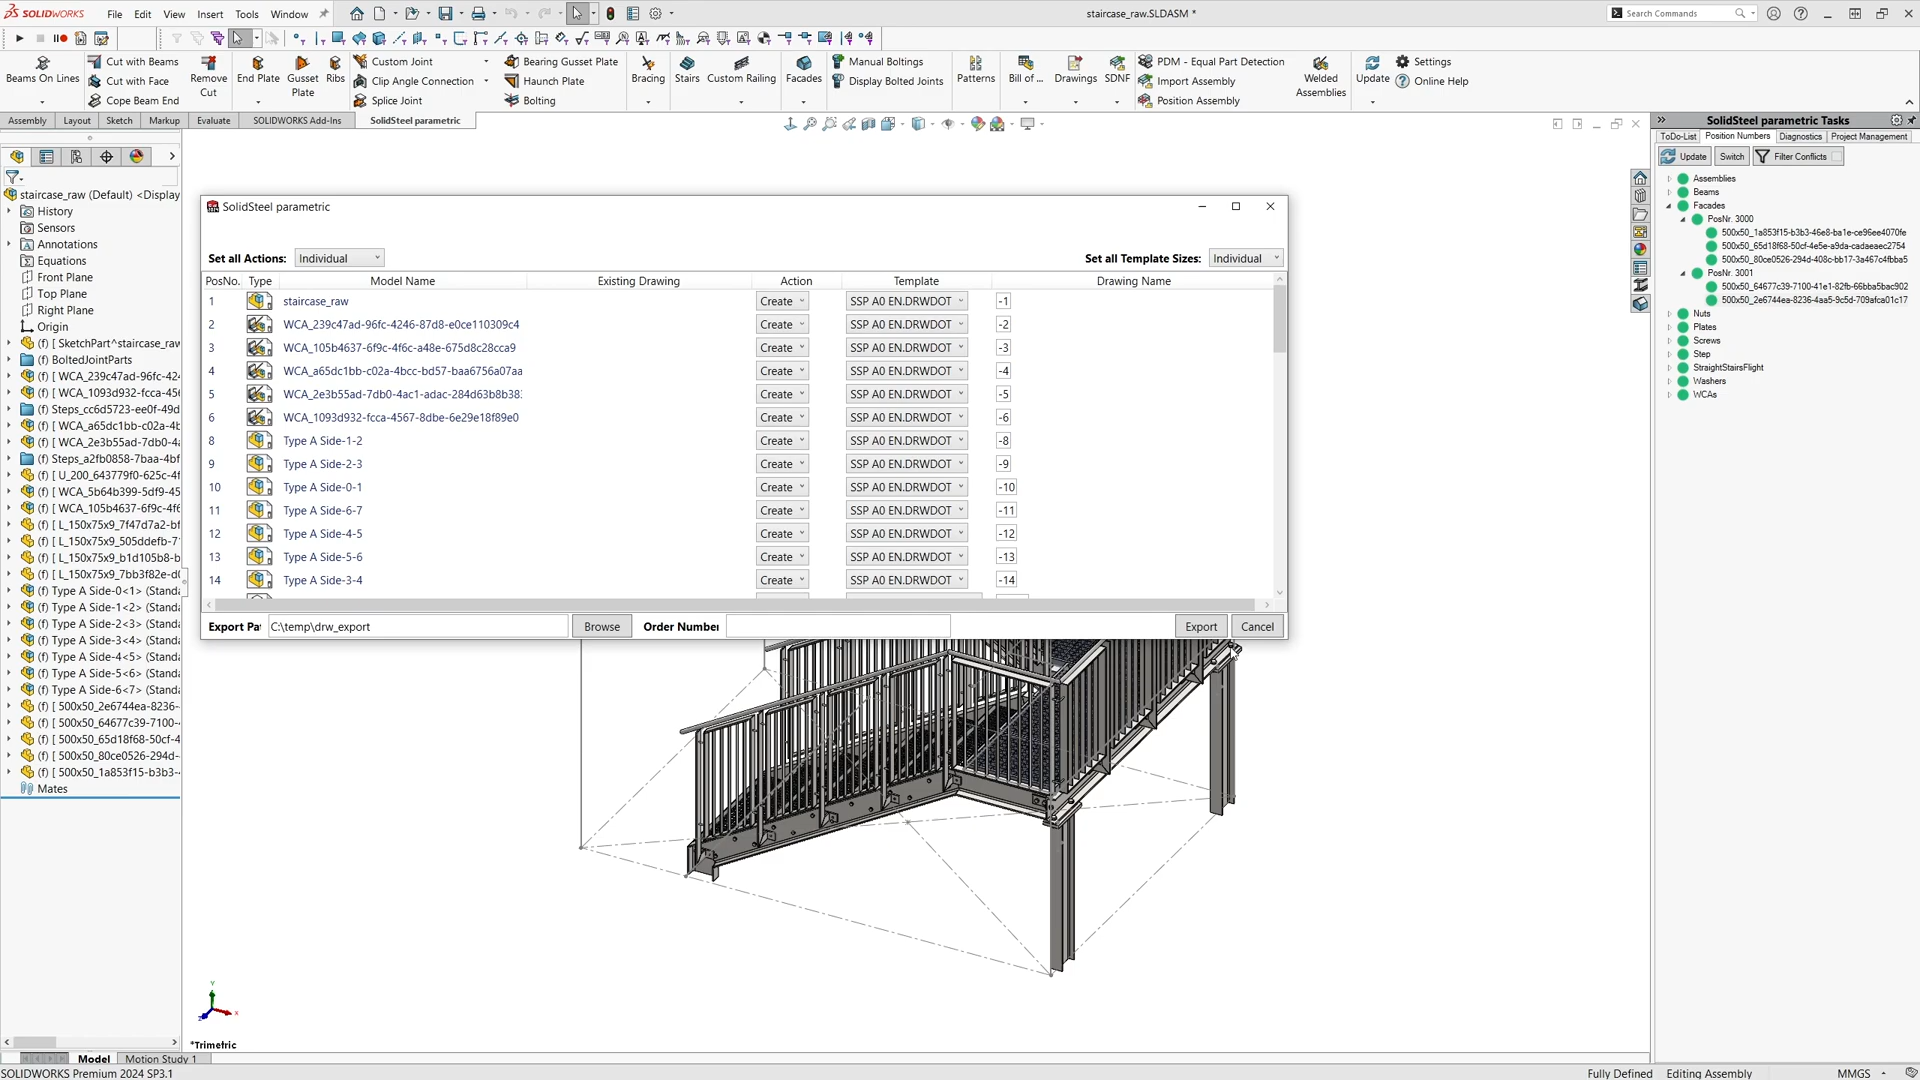 SOLIDWORKS File Edit View Insert Tools Window staircase_raw.SLDASM * Search Commands
Beams On Lines
Cut with Beams
Cut with Face
Cope Beam End
Remove Cut
End Plate
Gusset Plate
Ribs
Custom Joint
Clip Angle Connection
Splice Joint
Bearing Gusset Plate
Haunch Plate
Bolting
Bracing
Stairs
Custom Railing
Facades
Manual Boltings
Display Bolted Joints
Patterns
Bill of ...
Drawings
SDNF
PDM - Equal Part Detection
Import Assembly
Position Assembly
Welded Assemblies
Update
Settings
Online Help
Assembly Layout Sketch Markup Evaluate SOLIDWORKS Add-Ins SolidSteel parametric
staircase_raw (Default) <Display
History
Sensors
Annotations
Equations
Front Plane
Top Plane
Right Plane
Origin
(f) [ SketchPart^staircase_raw
(f) BoltedJointParts
(f) [ WCA_239c47ad-96fc-424
(f) [ WCA_1093d932-fcca-456
(f) Steps_cc6d5723-ee0f-49d
(f) [ WCA_a65dc1bb-c02a-4b
(f) [ WCA_2e3b55ad-7db0-4a
(f) Steps_a2fb0858-7baa-4bf
(f) [ U_200_643779f0-625c-4f
(f) [ WCA_5b64b399-5df9-45
(f) [ WCA_105b4637-6f9c-4f6
(f) [ L_150x75x9_7f47d7a2-bf
(f) [ L_150x75x9_505ddefb-7
(f) [ L_150x75x9_b1d105b8-b
(f) [ L_150x75x9_7bb3f82e-d
(f) Type A Side-0<1> (Standa
(f) Type A Side-1<2> (Standa
(f) Type A Side-2<3> (Standa
(f) Type A Side-3<4> (Standa
(f) Type A Side-4<5> (Standa
(f) Type A Side-5<6> (Standa
(f) Type A Side-6<7> (Standa
(f) [ 500x50_2e6744ea-8236-
(f) [ 500x50_64677c39-7100-
(f) [ 500x50_65d18f68-50cf-4
(f) [ 500x50_80ce0526-294d-
(f) [ 500x50_1a853f15-b3b3-
Mates
SolidSteel parametric
Set all Actions: Individual Set all Template Sizes: Individual
PosNo. Type Model Name Existing Drawing Action Template Drawing Name
1 staircase_raw Create SSP A0 EN.DRWDOT -1
2 WCA_239c47ad-96fc-4246-87d8-e0ce110309c4 Create SSP A0 EN.DRWDOT -2
3 WCA_105b4637-6f9c-4f6c-a48e-675d8c28cca9 Create SSP A0 EN.DRWDOT -3
4 WCA_a65dc1bb-c02a-4bcc-bd57-baa6756a07aa Create SSP A0 EN.DRWDOT -4
5 WCA_2e3b55ad-7db0-4ac1-adac-284d63b8b38 Create SSP A0 EN.DRWDOT -5
6 WCA_1093d932-fcca-4567-8dbe-6e29e18f89e0 Create SSP A0 EN.DRWDOT -6
8 Type A Side-1-2 Create SSP A0 EN.DRWDOT -8
9 Type A Side-2-3 Create SSP A0 EN.DRWDOT -9
10 Type A Side-0-1 Create SSP A0 EN.DRWDOT -10
11 Type A Side-6-7 Create SSP A0 EN.DRWDOT -11
12 Type A Side-4-5 Create SSP A0 EN.DRWDOT -12
13 Type A Side-5-6 Create SSP A0 EN.DRWDOT -13
14 Type A Side-3-4 Create SSP A0 EN.DRWDOT -14
Export Pa C:\temp\drw_export Browse Order Number Export Cancel
SolidSteel parametric Tasks
ToDo-List Position Numbers Diagnostics Project Management
Update Switch Filter Conflicts
Assemblies
Beams
Facades
PosNr. 3000
500x50_1a853f15-b3b3-46e8-ba1e-ce96ee4070fe
500x50_65d18f68-50cf-4e5e-a9da-cadaeaec2754
500x50_80ce0526-294d-408c-bb17-3a467c4fbba5
PosNr. 3001
500x50_64677c39-7100-41e1-82fb-66bba5bac902
500x50_2e6744ea-8236-4aa5-9c5d-709afca01c17
Nuts
Plates
Screws
Step
StraightStairsFlight
Washers
WCAs
Y
X
Z
*Trimetric
Model Motion Study 1
SOLIDWORKS Premium 2024 SP3.1 Fully Defined Editing Assembly MMGS